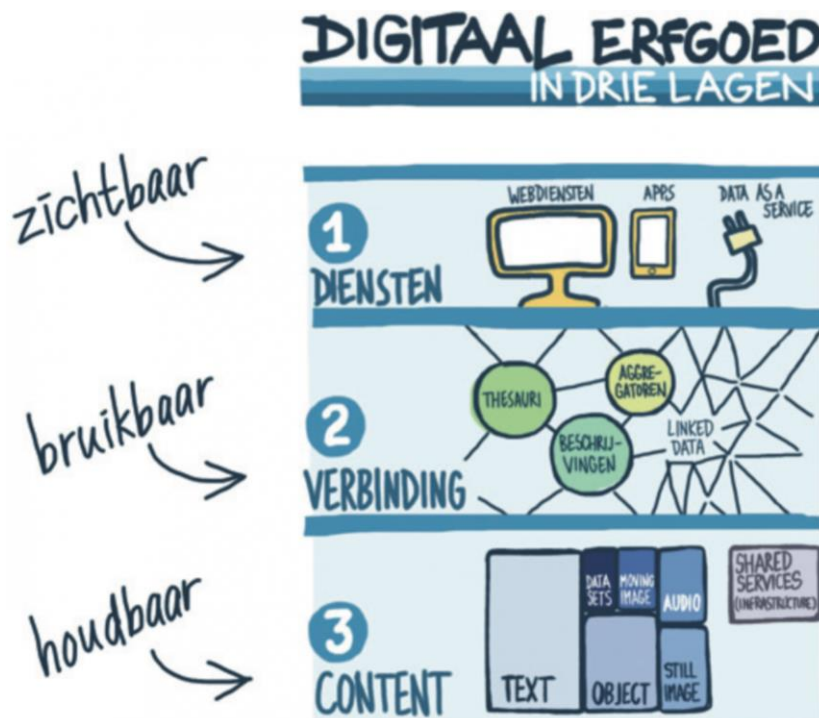 DIGITAAL ERFGOED
IN DRIE LAGEN
zichtbaar
1
DIENSTEN
WEBDIENSTEN
APPS
DATA AS A
SERVICE
bruikbaar
2
VERBINDING
THESAURI
AGGRE-
GATOREN
BESCHRIJ-
VINGEN
LINKED
DATA
houdbaar
3
CONTENT
TEXT
DATA
SETS
MOVING
IMAGE
AUDIO
OBJECT
STILL
IMAGE
SHARED
SERVICES
(INFRASTRUCTURE)